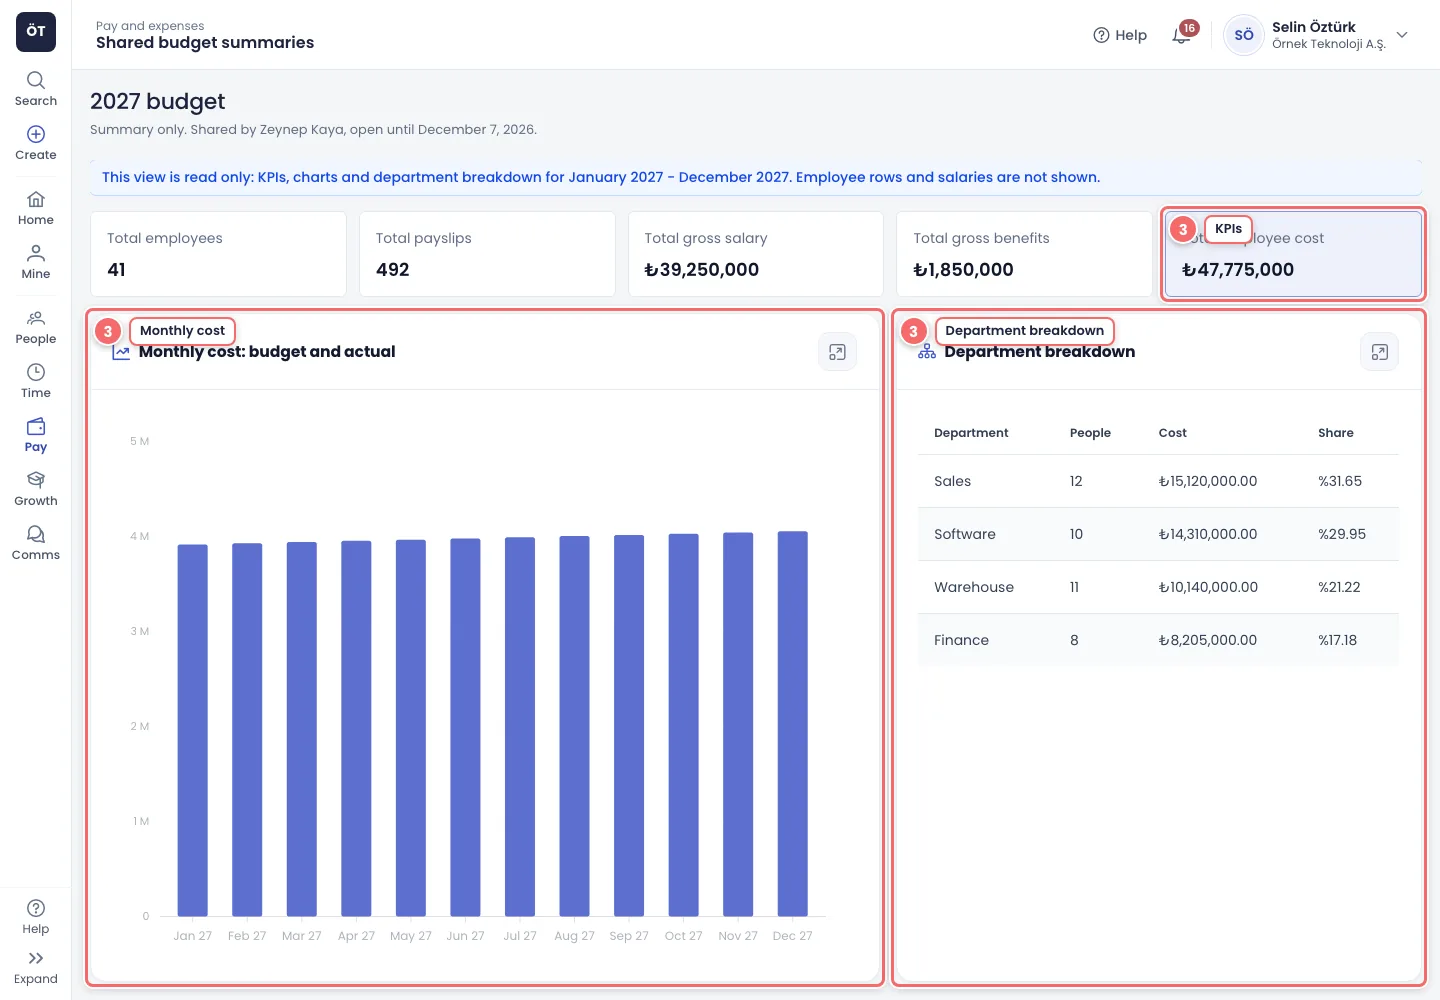 ÖT
Search
Create
Home
Mine
People
Time
Pay
Growth
Comms
Help
Expand
Pay and expenses
Shared budget summaries
Help
16
SÖ
Selin Öztürk
Örnek Teknoloji A.Ş.
2027 budget
Summary only. Shared by Zeynep Kaya, open until December 7, 2026.
This view is read only: KPIs, charts and department breakdown for January 2027 - December 2027. Employee rows and salaries are not shown.
Total employees
41
Total payslips
492
Total gross salary
₺39,250,000
Total gross benefits
₺1,850,000
3 KPIs
cost
₺47,775,000
3 Monthly cost
Monthly cost: budget and actual
5 M
4 M
3 M
2 M
1 M
0
Jan 27 Feb 27 Mar 27 Apr 27 May 27 Jun 27 Jul 27 Aug 27 Sep 27 Oct 27 Nov 27 Dec 27
3 Department breakdown
Department breakdown
Department People Cost Share
Sales 12 ₺15,120,000.00 %31.65
Software 10 ₺14,310,000.00 %29.95
Warehouse 11 ₺10,140,000.00 %21.22
Finance 8 ₺8,205,000.00 %17.18